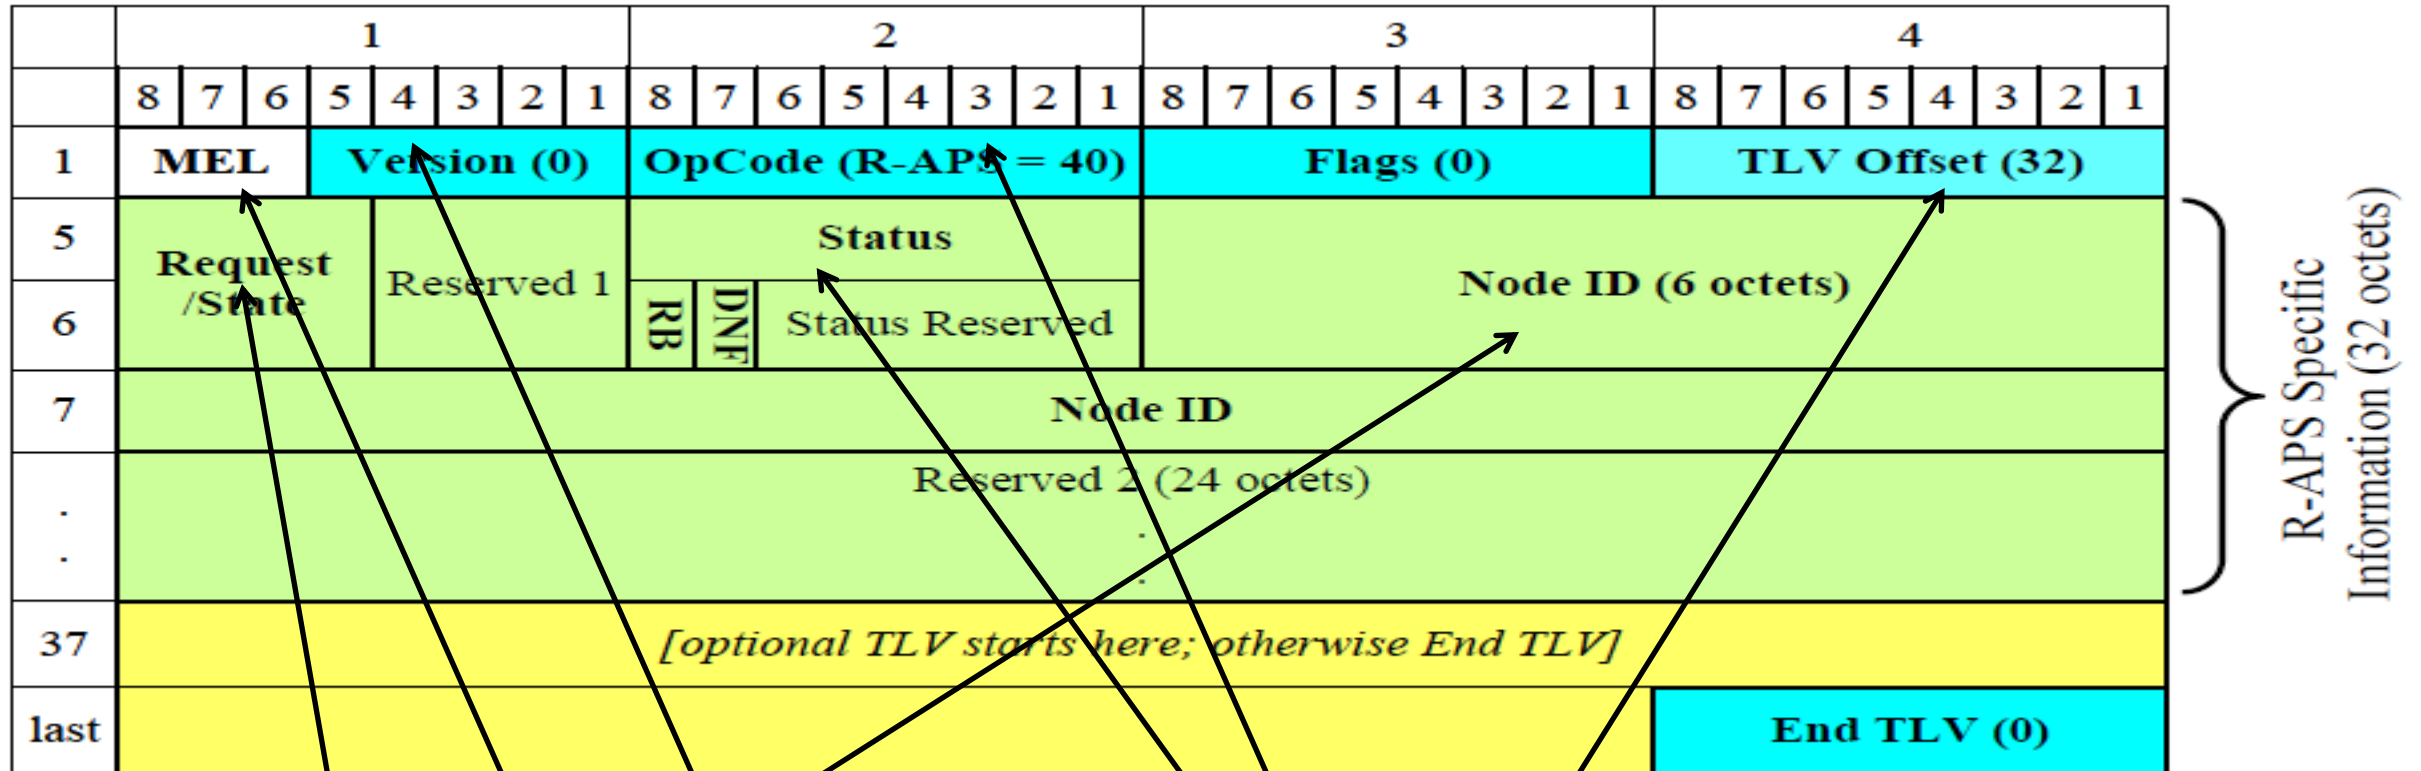 1 2 3 4
8 7 6 5 4 3 2 1 8 7 6 5 4 3 2 1 8 7 6 5 4 3 2 1 8 7 6 5 4 3 2 1
1 MEL Version (0) OpCode (R-APS = 40) Flags (0) TLV Offset (32)
5 Status
Request
/State
Reserved 1
Node ID (6 octets)
6 RB DNF Status Reserved
7 Node ID
Reserved 2 (24 octets)
.
.
.
.
37 [optional TLV starts here; otherwise End TLV]
last End TLV (0)
R-APS Specific
Information (32 octets)